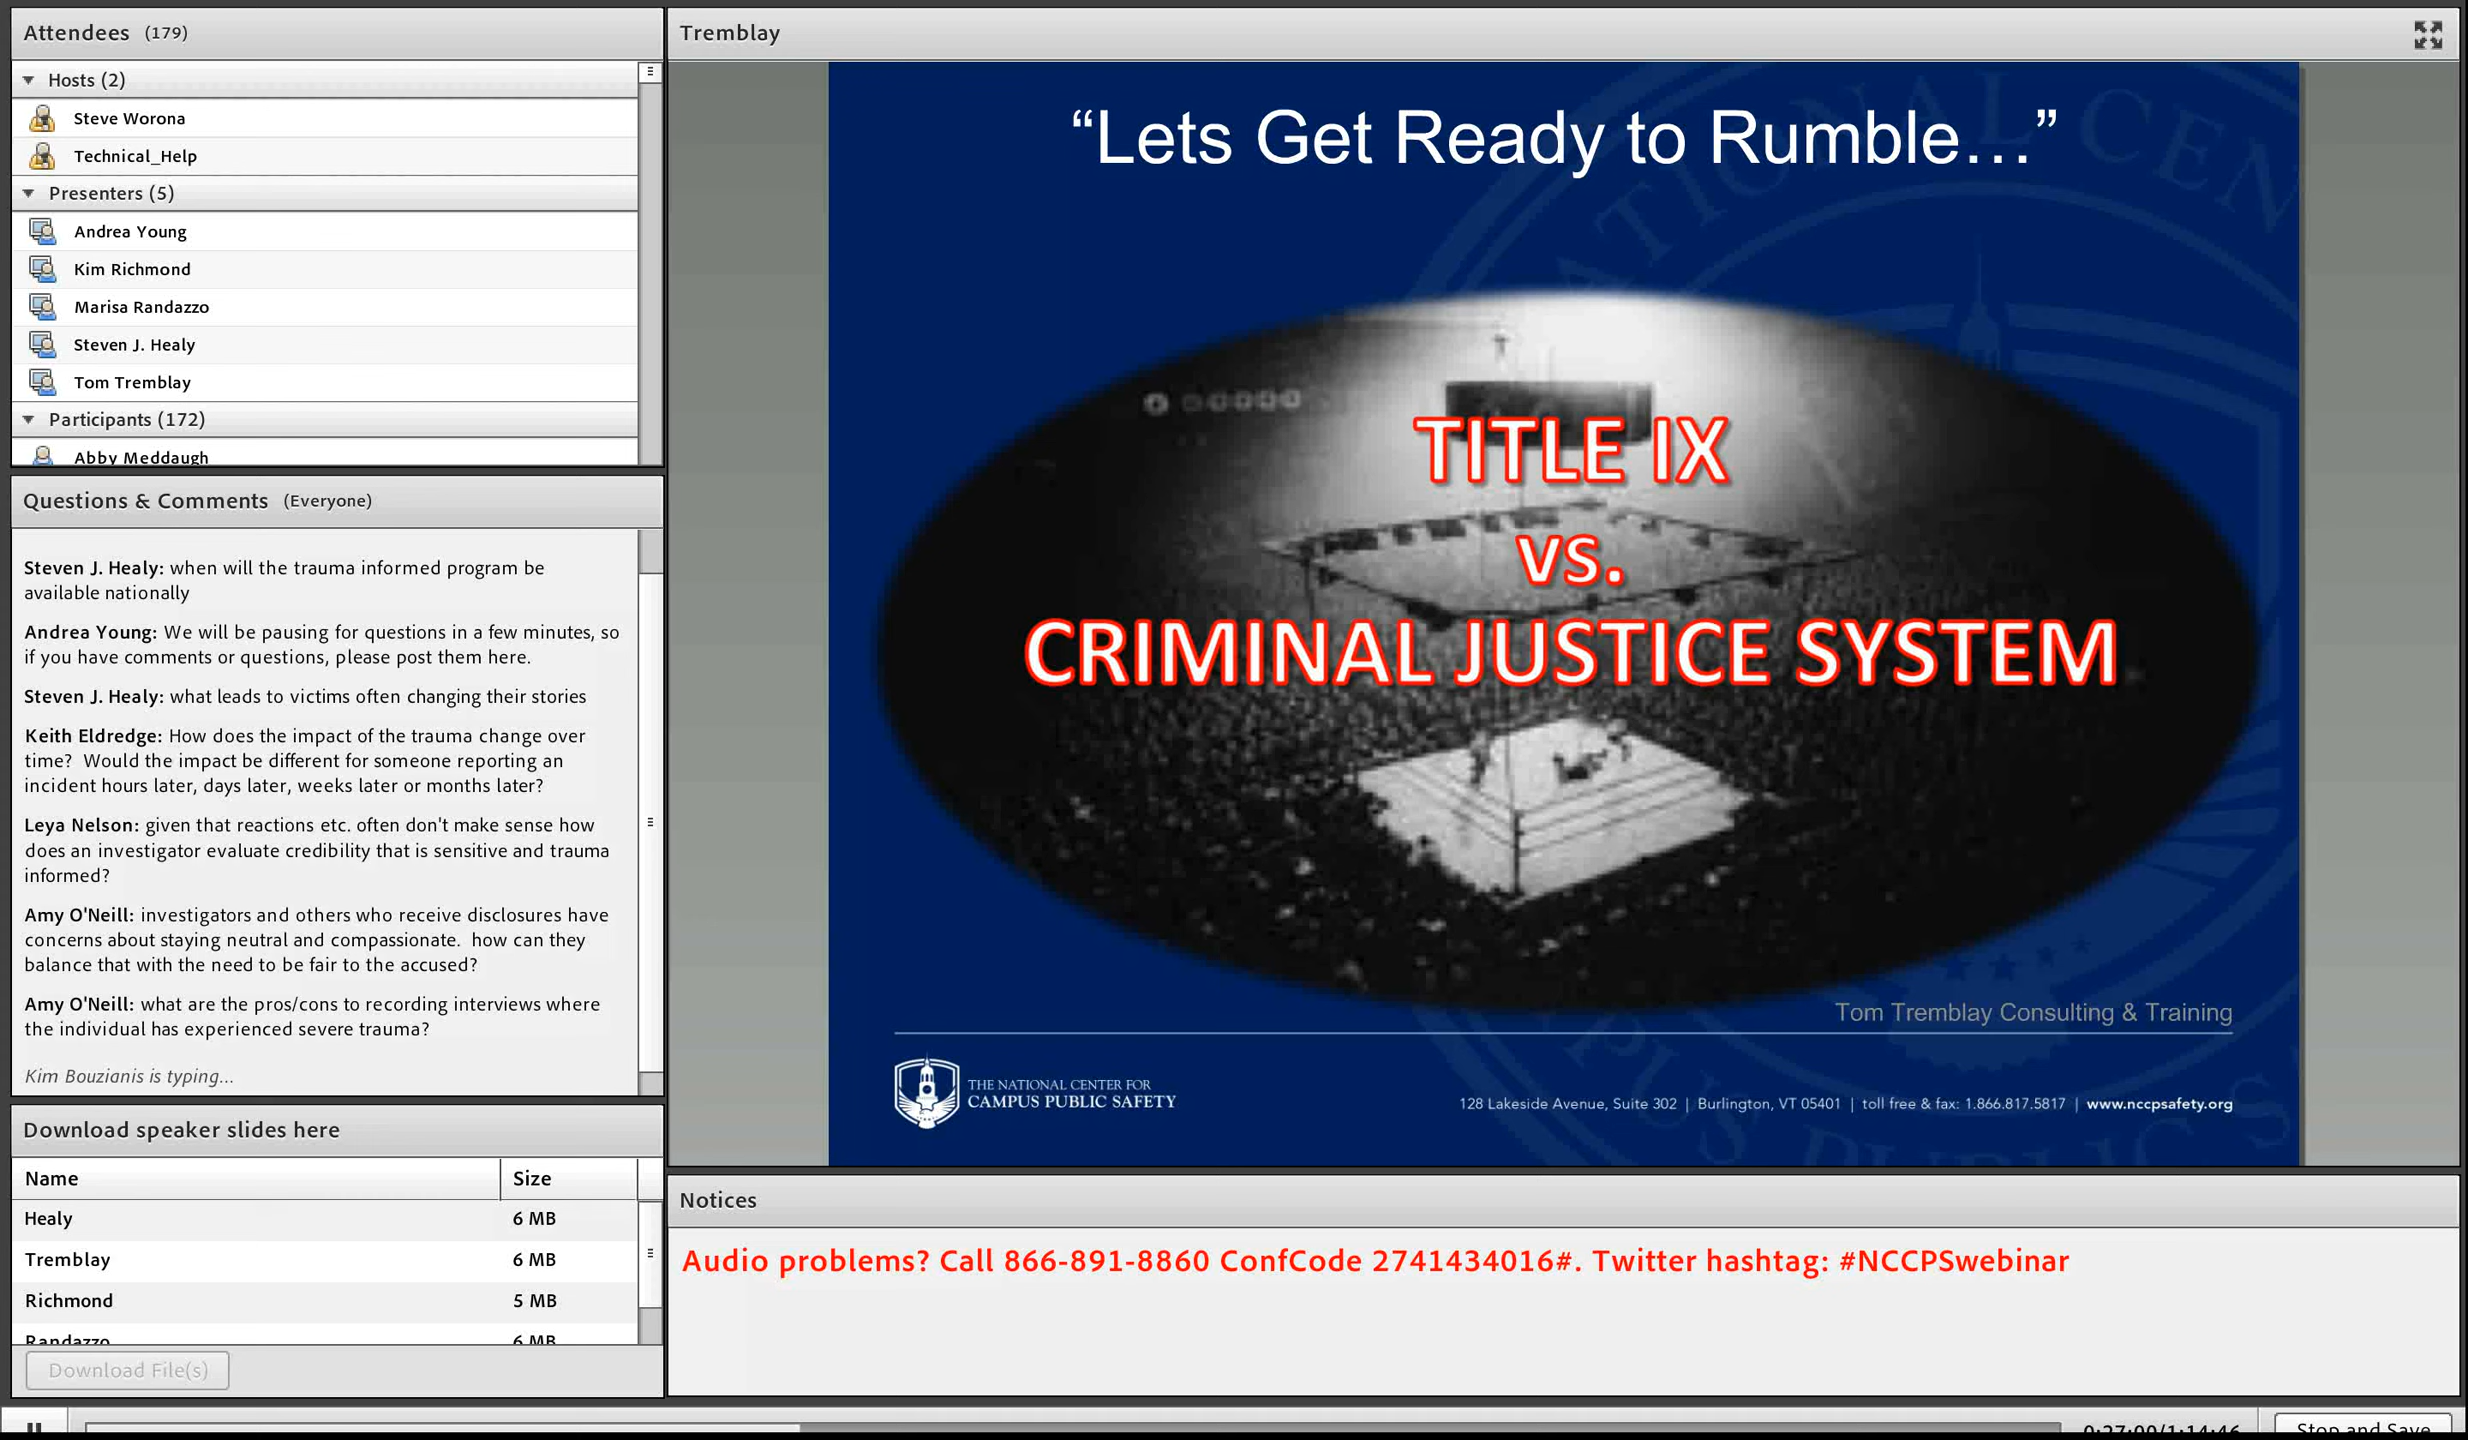 Attendees (179)
Hosts (2)
Steve Worona
Technical_Help
Presenters (5)
Andrea Young
Kim Richmond
Marisa Randazzo
Steven J. Healy
Tom Tremblay
Participants (172)
Abby Meddaugh
Questions & Comments (Everyone)
Steven J. Healy: when will the trauma informed program be
available nationally
Andrea Young: We will be pausing for questions in a few minutes, so
if you have comments or questions, please post them here.
Steven J. Healy: what leads to victims often changing their stories
Keith Eldredge: How does the impact of the trauma change over
time?  Would the impact be different for someone reporting an
incident hours later, days later, weeks later or months later?
Leya Nelson: given that reactions etc. often don't make sense how
does an investigator evaluate credibility that is sensitive and trauma
informed?
Amy O'Neill: investigators and others who receive disclosures have
concerns about staying neutral and compassionate.  how can they
balance that with the need to be fair to the accused?
Amy O'Neill: what are the pros/cons to recording interviews where
the individual has experienced severe trauma?
Kim Bouzianis is typing...
Download speaker slides here
Name Size
Healy 6 MB
Tremblay 6 MB
Richmond 5 MB
Randazzo 6 MB
Download File(s)
Tremblay
“Lets Get Ready to Rumble…”
TITLE IX
VS.
CRIMINAL JUSTICE SYSTEM
Tom Tremblay Consulting & Training
THE NATIONAL CENTER FOR
CAMPUS PUBLIC SAFETY
128 Lakeside Avenue, Suite 302 | Burlington, VT 05401 | toll free & fax: 1.866.817.5817 | www.nccpsafety.org
Notices
Audio problems? Call 866-891-8860 ConfCode 2741434016#. Twitter hashtag: #NCCPSwebinar
0:27:00/1:14:46
Stop and Save